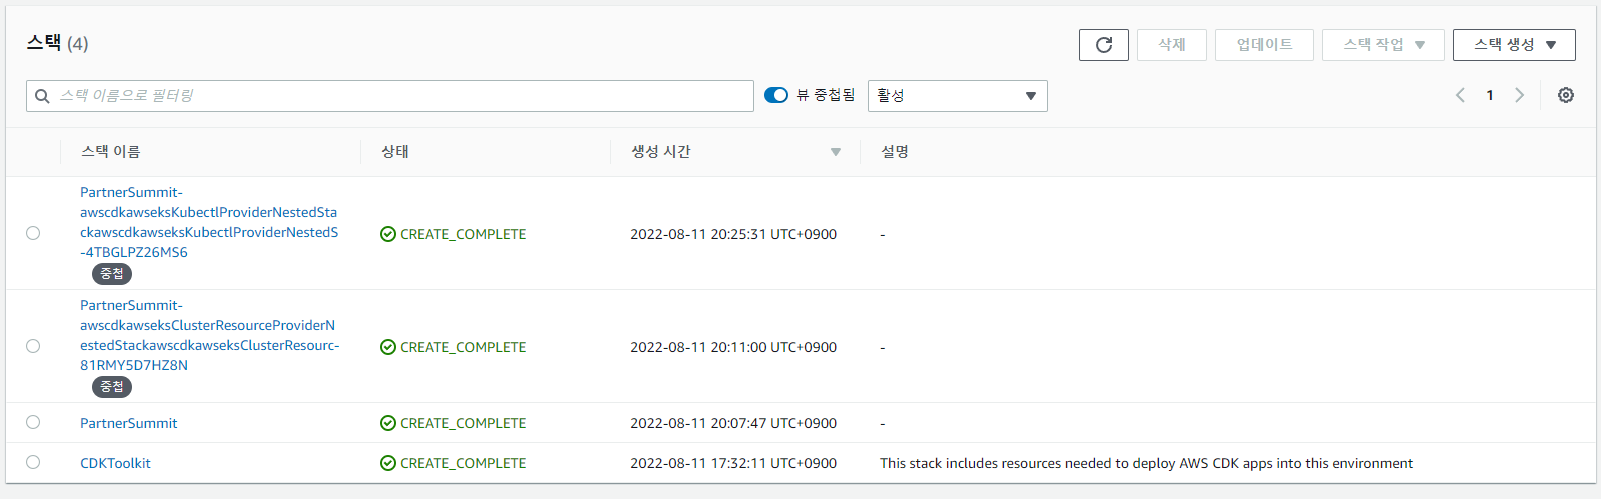 스택 (4)
삭제
업데이트
스택 작업
스택 생성
스택 이름으로 필터링
뷰 중첩됨
활성
1
스택 이름
상태
생성 시간
설명
PartnerSummit-
awscdkawseksKubectlProviderNestedSta
ckawscdkawseksKubectlProviderNestedS
-4TBGLPZ26MS6
중첩
CREATE_COMPLETE
2022-08-11 20:25:31 UTC+0900
-
PartnerSummit-
awscdkawseksClusterResourceProviderN
estedStackawscdkawseksClusterResourc-
81RMY5D7HZ8N
중첩
CREATE_COMPLETE
2022-08-11 20:11:00 UTC+0900
-
PartnerSummit
CREATE_COMPLETE
2022-08-11 20:07:47 UTC+0900
-
CDKToolkit
CREATE_COMPLETE
2022-08-11 17:32:11 UTC+0900
This stack includes resources needed to deploy AWS CDK apps into this environment